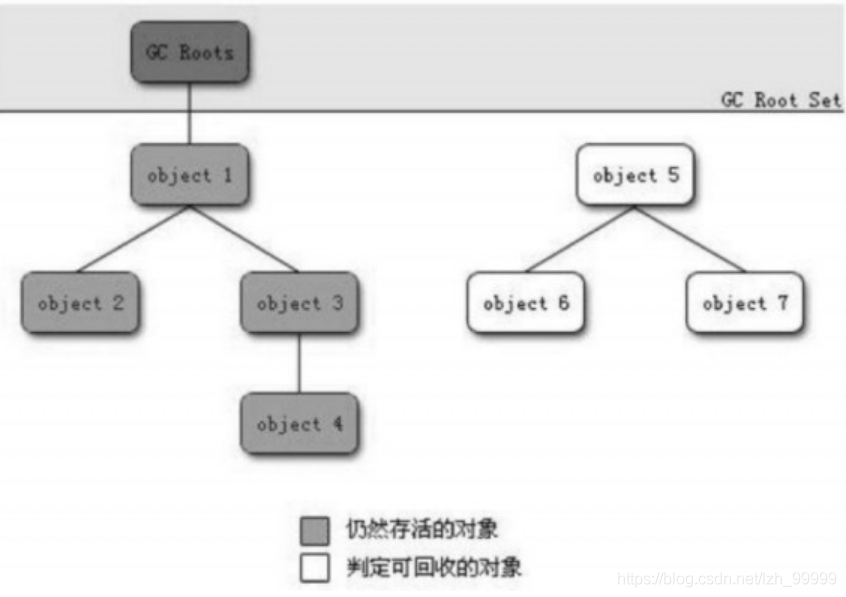 GC Roots
GC Root Set
object 1
object 5
object 2
object 3
object 6
object 7
object 4
仍然存活的对象
判定可回收的对象
https://blog.csdn.net/lzh_99999